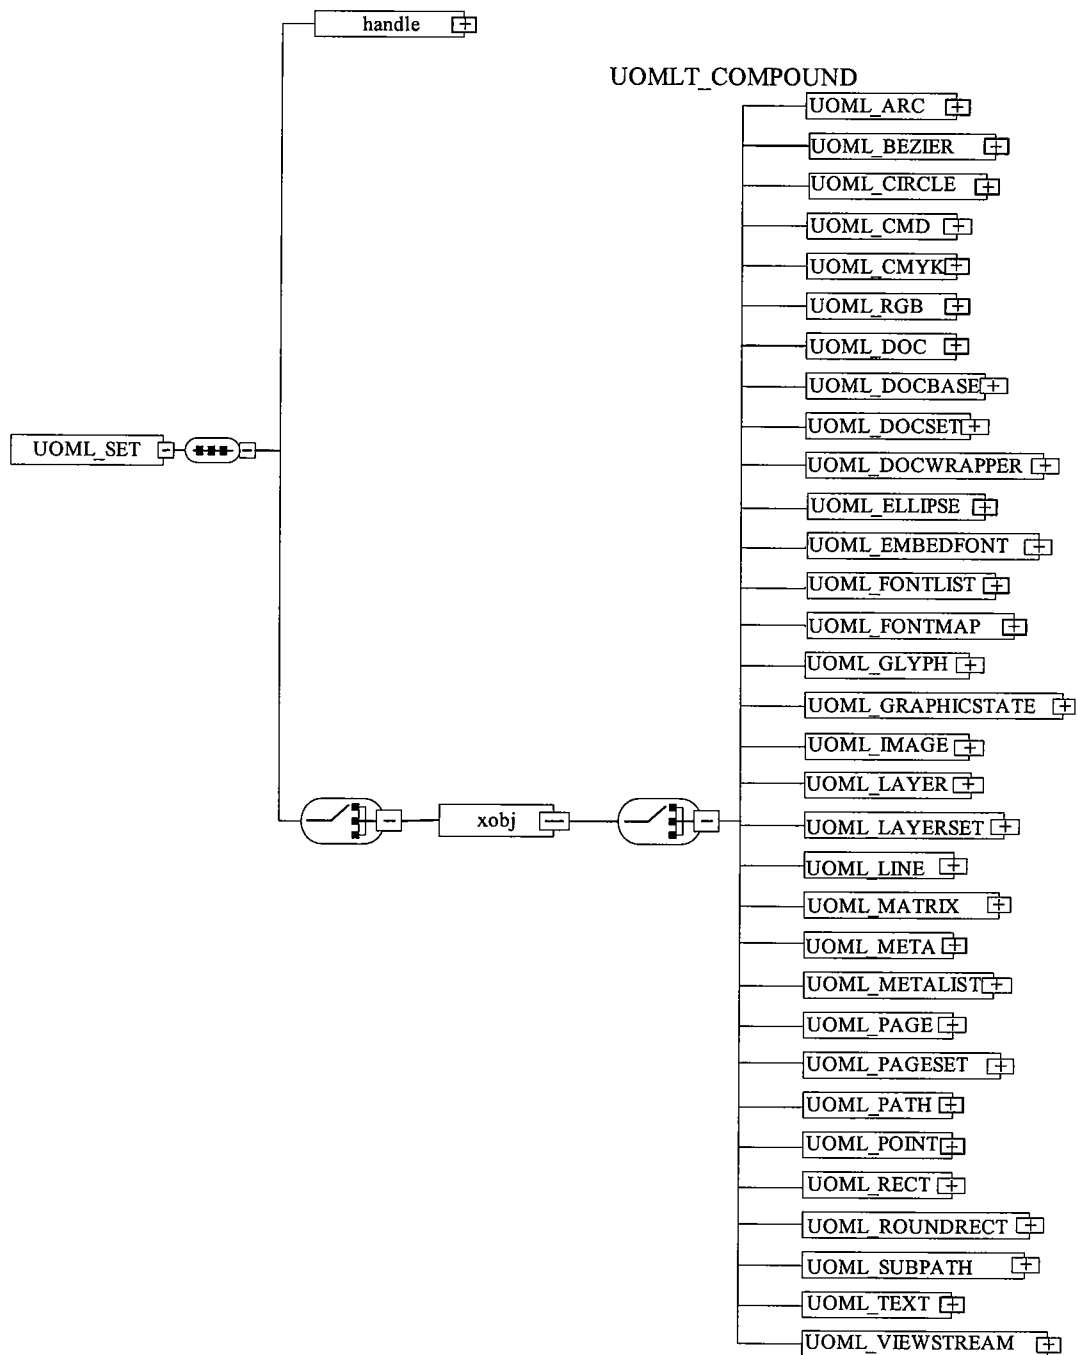 handle
UOMLT_COMPOUND
UOML_ARC
UOML_BEZIER
UOML_CIRCLE
UOML_CMD
UOML_CMYK
UOML_RGB
UOML_DOC
UOML_DOCBASE
UOML_DOCSET
UOML_SET
UOML_DOCWRAPPER
UOML_ELLIPSE
UOML_EMBEDFONT
UOML_FONTLIST
UOML_FONTMAP
UOML_GLYPH
UOML_GRAPHICSTATE
UOML_IMAGE
UOML_LAYER
xobj
UOML_LAYERSET
UOML_LINE
UOML_MATRIX
UOML_META
UOML_METALIST
UOML_PAGE
UOML_PAGESET
UOML_PATH
UOML_POINT
UOML_RECT
UOML_ROUNDRECT
UOML_SUBPATH
UOML_TEXT
UOML_VIEWSTREAM